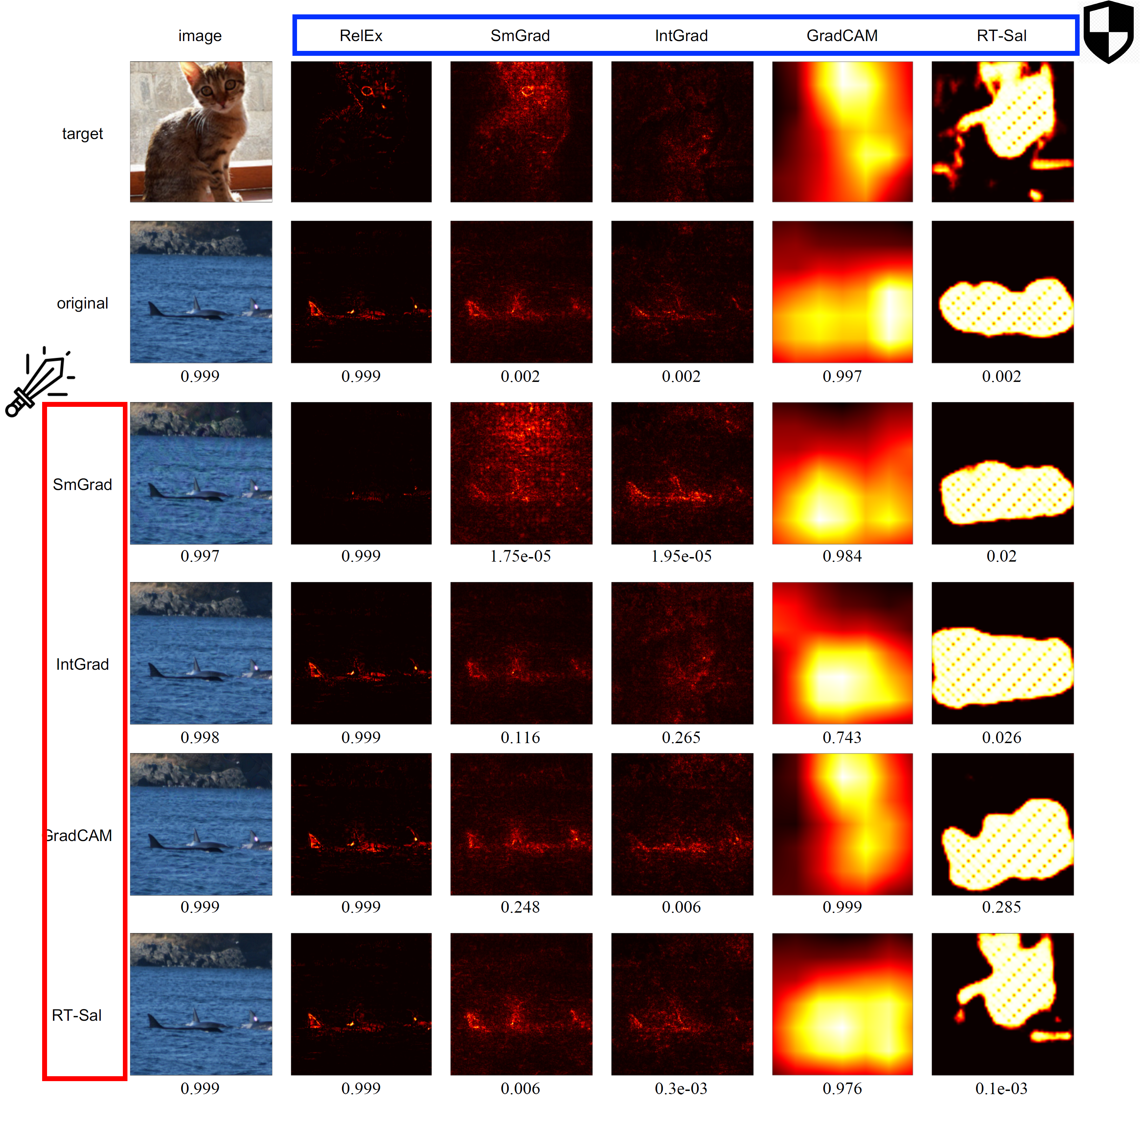 image RelEx SmGrad IntGrad GradCAM RT-Sal
target
original
0.999 0.999 0.002 0.002 0.997 0.002
SmGrad
0.997 0.999 1.75e-05 1.95e-05 0.984 0.02
IntGrad
0.998 0.999 0.116 0.265 0.743 0.026
GradCAM
0.999 0.999 0.248 0.006 0.999 0.285
RT-Sal
0.999 0.999 0.006 0.3e-03 0.976 0.1e-03